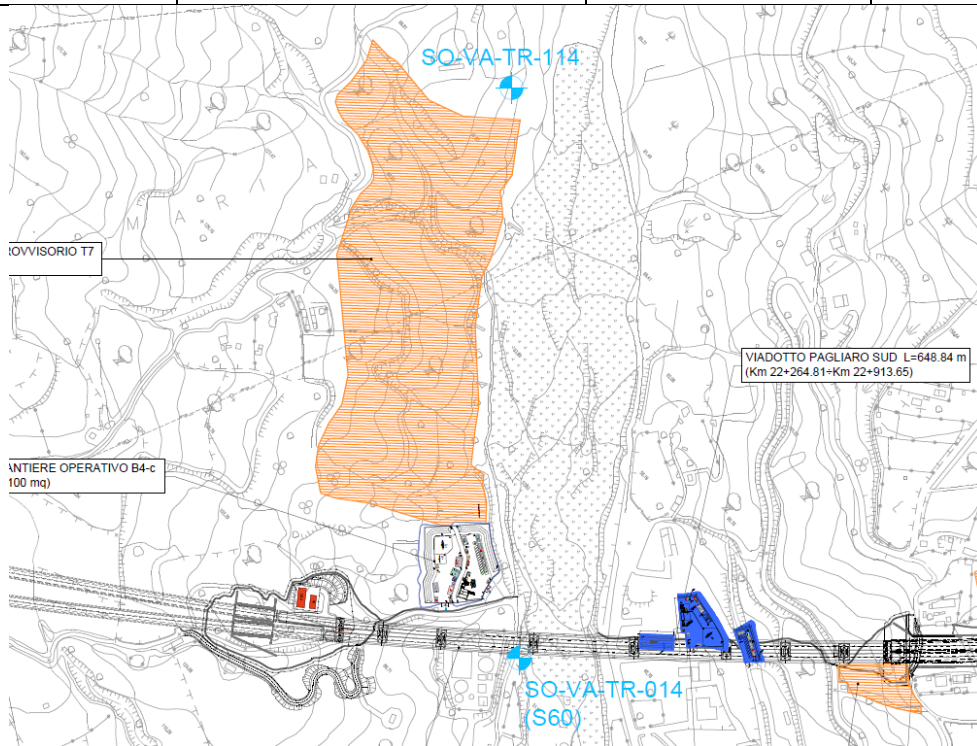 SO-VA-TR-114
MARIA
ROVVISORIO T7
VIADOTTO PAGLIARO SUD L=648.84 m
(Km 22+264.81÷Km 22+913.65)
ANTIERE OPERATIVO B4-c
100 mq)
SO-VA-TR-014
(S60)